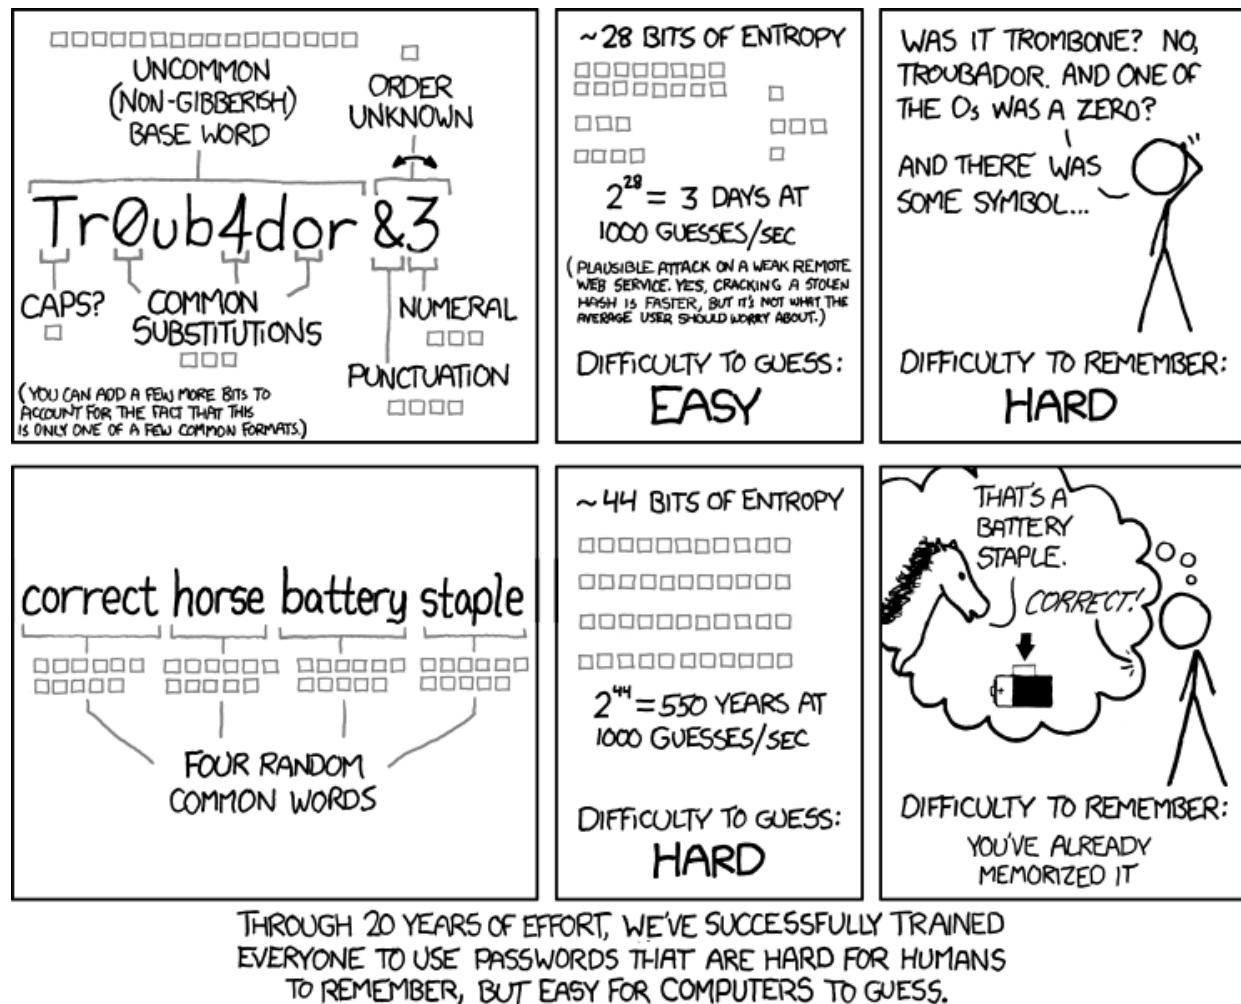 UNCOMMON
(NON-GIBBERISH)
BASE WORD
ORDER
UNKNOWN
Tr0ub4dor &3
CAPS?
COMMON
SUBSTITUTIONS
NUMERAL
PUNCTUATION
(YOU CAN ADD A FEW MORE BITS TO
ACCOUNT FOR THE FACT THAT THIS
IS ONLY ONE OF A FEW COMMON FORMATS.)
~28 BITS OF ENTROPY
2^28 = 3 DAYS AT
1000 GUESSES/SEC
(PLAUSIBLE ATTACK ON A WEAK REMOTE
WEB SERVICE. YES, CRACKING A STOLEN
HASH IS FASTER, BUT IT'S NOT WHAT THE
AVERAGE USER SHOULD WORRY ABOUT.)
DIFFICULTY TO GUESS:
EASY
WAS IT TROMBONE? NO,
TROUBADOR. AND ONE OF
THE Os WAS A ZERO?
AND THERE WAS
SOME SYMBOL...
DIFFICULTY TO REMEMBER:
HARD
correct horse battery staple
FOUR RANDOM
COMMON WORDS
~44 BITS OF ENTROPY
2^44 = 550 YEARS AT
1000 GUESSES/SEC
DIFFICULTY TO GUESS:
HARD
THAT'S A
BATTERY
STAPLE.
CORRECT!
+
DIFFICULTY TO REMEMBER:
YOU'VE ALREADY
MEMORIZED IT
THROUGH 20 YEARS OF EFFORT, WE'VE SUCCESSFULLY TRAINED
EVERYONE TO USE PASSWORDS THAT ARE HARD FOR HUMANS
TO REMEMBER, BUT EASY FOR COMPUTERS TO GUESS.